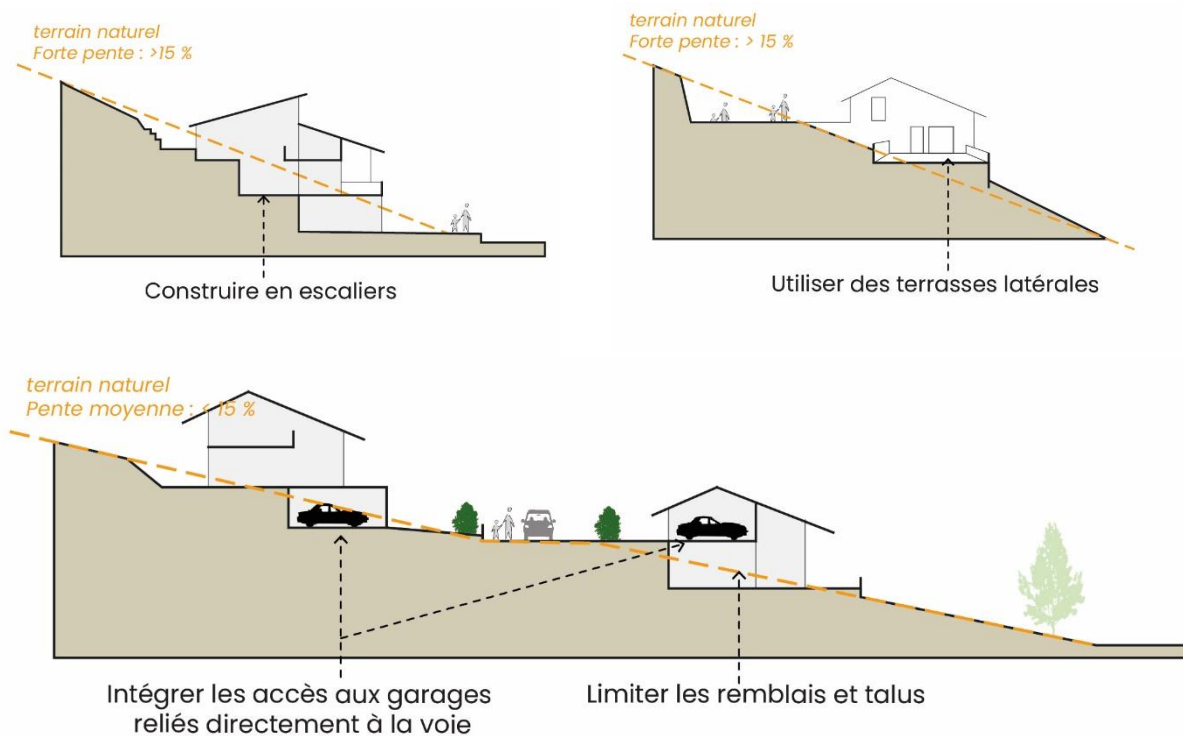 terrain naturel
Forte pente : >15 %
Construire en escaliers
terrain naturel
Forte pente : > 15 %
Utiliser des terrasses latérales
terrain naturel
Pente moyenne : < 15 %
Intégrer les accès aux garages
reliés directement à la voie
Limiter les remblais et talus